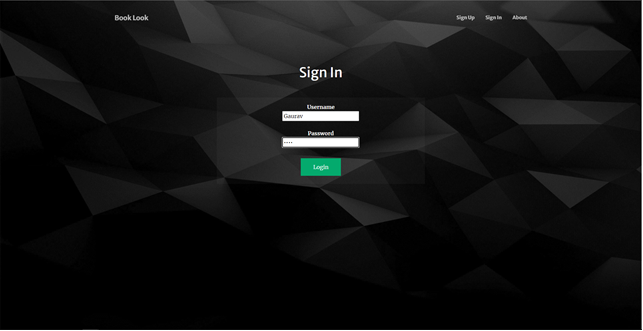 Book Look
Sign Up Sign In About
Sign In
Username
Gaurav
Password
••••
Login